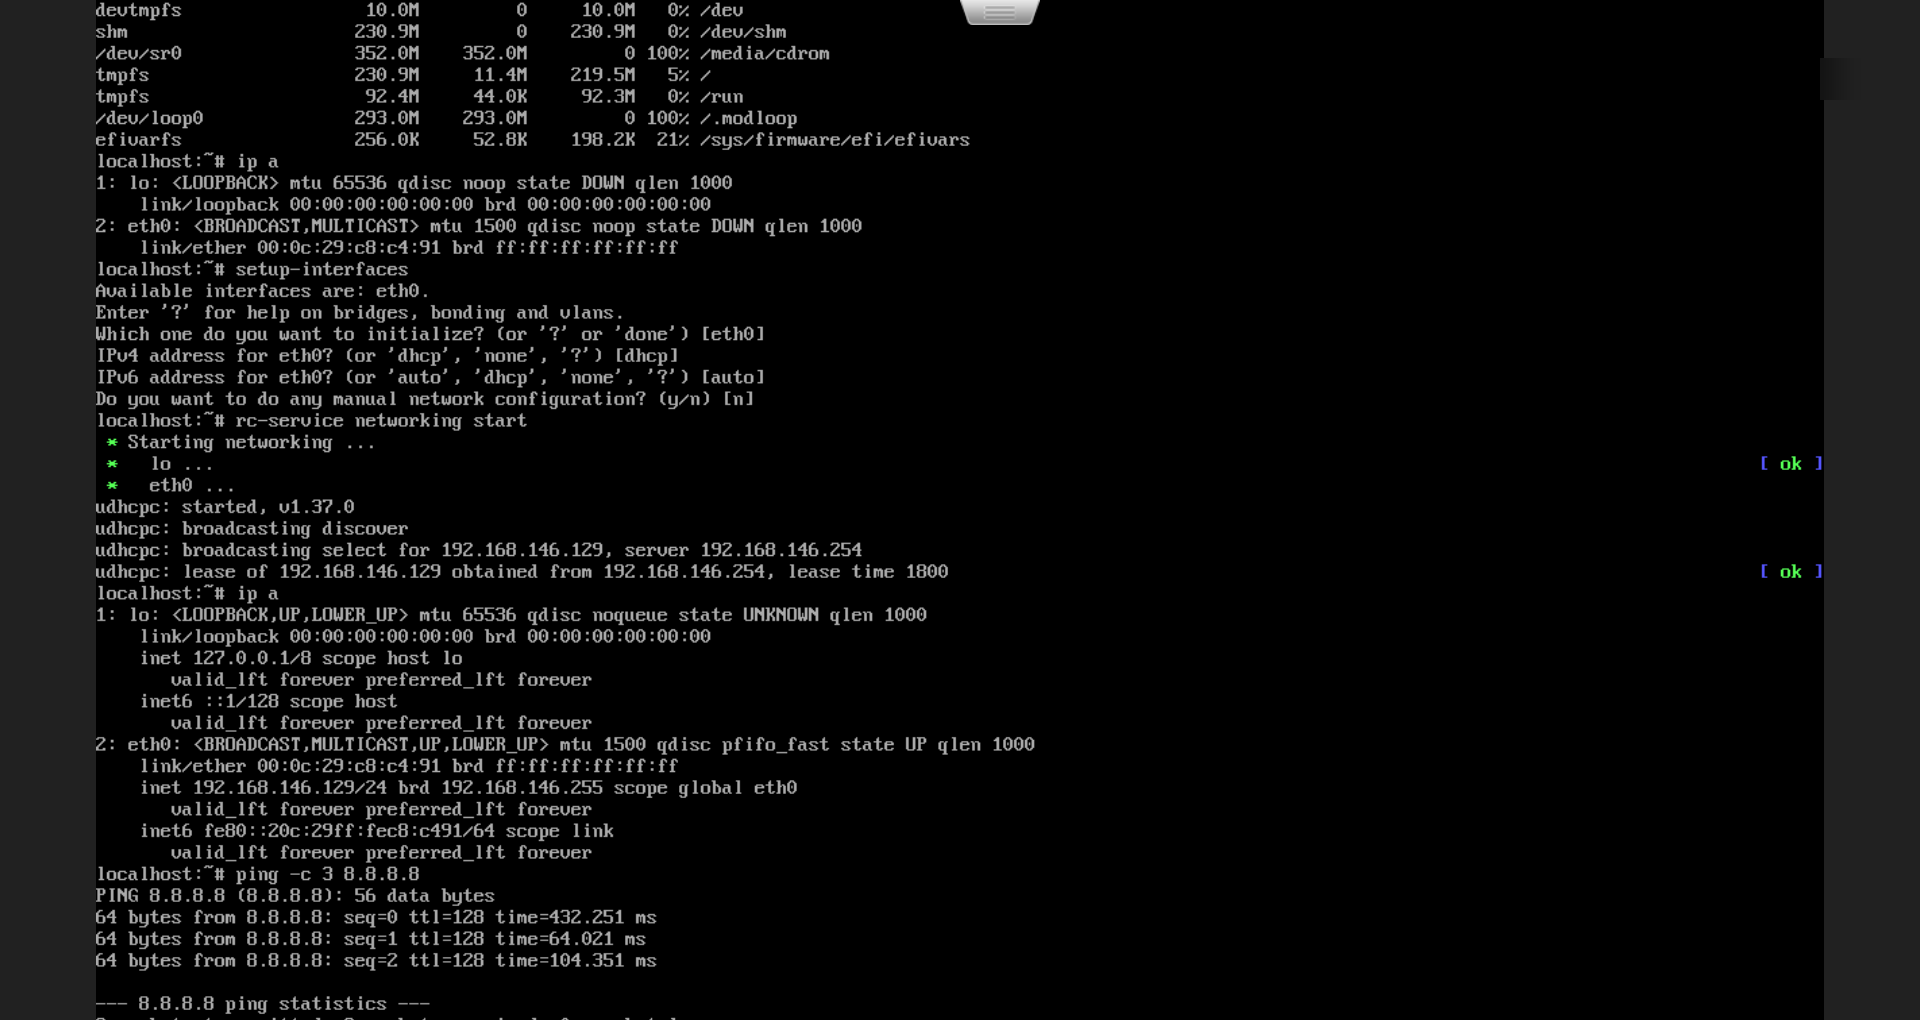 devtmpfs                 10.0M         0     10.0M   0% /dev
shm                     230.9M         0    230.9M   0% /dev/shm
/dev/sr0                352.0M    352.0M         0 100% /media/cdrom
tmpfs                   230.9M     11.4M    219.5M   5% /
tmpfs                    92.4M     44.0K     92.3M   0% /run
/dev/loop0              293.0M    293.0M         0 100% /.modloop
efivarfs                256.0K     52.8K    198.2K  21% /sys/firmware/efi/efivars
localhost:~# ip a
1: lo: <LOOPBACK> mtu 65536 qdisc noop state DOWN qlen 1000
    link/loopback 00:00:00:00:00:00 brd 00:00:00:00:00:00
2: eth0: <BROADCAST,MULTICAST> mtu 1500 qdisc noop state DOWN qlen 1000
    link/ether 00:0c:29:c8:c4:91 brd ff:ff:ff:ff:ff:ff
localhost:~# setup-interfaces
Available interfaces are: eth0.
Enter '?' for help on bridges, bonding and vlans.
Which one do you want to initialize? (or '?' or 'done') [eth0]
IPv4 address for eth0? (or 'dhcp', 'none', '?') [dhcp]
IPv6 address for eth0? (or 'auto', 'dhcp', 'none', '?') [auto]
Do you want to do any manual network configuration? (y/n) [n]
localhost:~# rc-service networking start
 * Starting networking ...
 *   lo ... [ ok ]
 *   eth0 ...
udhcpc: started, v1.37.0
udhcpc: broadcasting discover
udhcpc: broadcasting select for 192.168.146.129, server 192.168.146.254
udhcpc: lease of 192.168.146.129 obtained from 192.168.146.254, lease time 1800 [ ok ]
localhost:~# ip a
1: lo: <LOOPBACK,UP,LOWER_UP> mtu 65536 qdisc noqueue state UNKNOWN qlen 1000
    link/loopback 00:00:00:00:00:00 brd 00:00:00:00:00:00
    inet 127.0.0.1/8 scope host lo
       valid_lft forever preferred_lft forever
    inet6 ::1/128 scope host
       valid_lft forever preferred_lft forever
2: eth0: <BROADCAST,MULTICAST,UP,LOWER_UP> mtu 1500 qdisc pfifo_fast state UP qlen 1000
    link/ether 00:0c:29:c8:c4:91 brd ff:ff:ff:ff:ff:ff
    inet 192.168.146.129/24 brd 192.168.146.255 scope global eth0
       valid_lft forever preferred_lft forever
    inet6 fe80::20c:29ff:fec8:c491/64 scope link
       valid_lft forever preferred_lft forever
localhost:~# ping -c 3 8.8.8.8
PING 8.8.8.8 (8.8.8.8): 56 data bytes
64 bytes from 8.8.8.8: seq=0 ttl=128 time=432.251 ms
64 bytes from 8.8.8.8: seq=1 ttl=128 time=64.021 ms
64 bytes from 8.8.8.8: seq=2 ttl=128 time=104.351 ms

--- 8.8.8.8 ping statistics ---